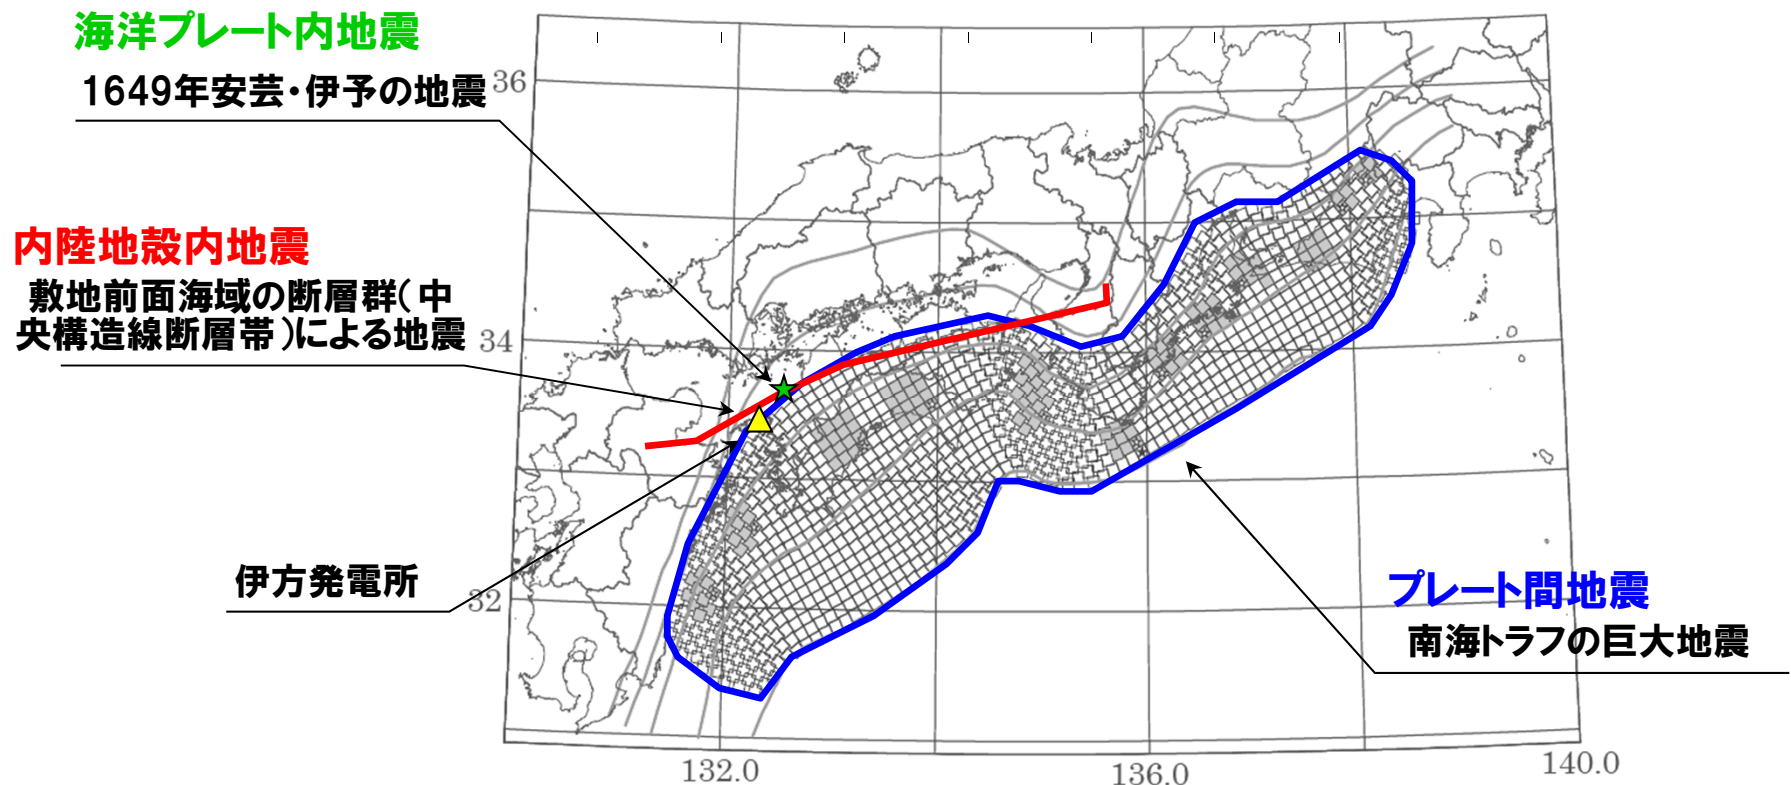 海洋プレート内地震
1649年安芸・伊予の地震
36
内陸地殻内地震
敷地前面海域の断層群(中
央構造線断層帯)による地震
34
伊方発電所
32
プレート間地震
南海トラフの巨大地震
132.0
136.0
140.0